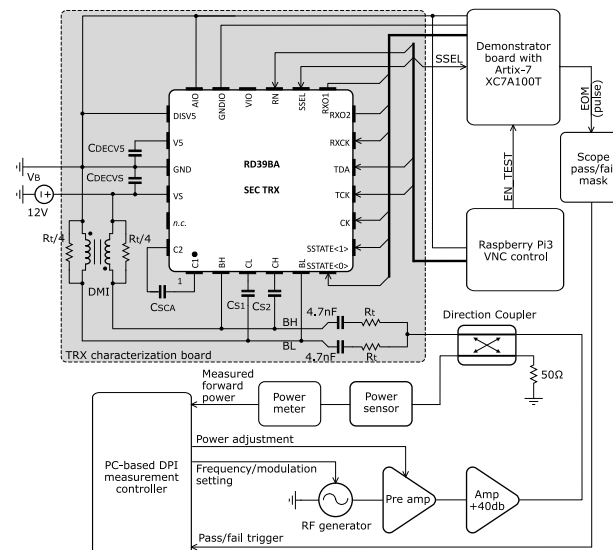 AIO
GNDIO
VIO
RN
SSEL
RXO1
DISV5
V5
GND
VS
n.c.
C2
C1
BH
CL
CH
BL
RXO2
RXCK
TDA
TCK
CK
SSTATE<1>
SSTATE<0>
RD39BA
SEC TRX
1
CDECV5
CDECVS
VB
12V
Rt/4
Rt/4
DMI
CSCA
CS1
CS2
BH
BL
4.7nF
Rt
4.7nF
Rt
TRX characterization board
SSEL
Demonstrator
board with
Artix-7
XC7A100T
EOM
(pulse)
EN_TEST
Scope
pass/fail
mask
Raspberry Pi3
VNC control
Direction Coupler
50Ω
Measured
forward
power
Power
meter
Power
sensor
PC-based DPI
measurement
controller
Power adjustment
Frequency/modulation
setting
RF generator
Pre amp
Amp
+40db
Pass/fail trigger